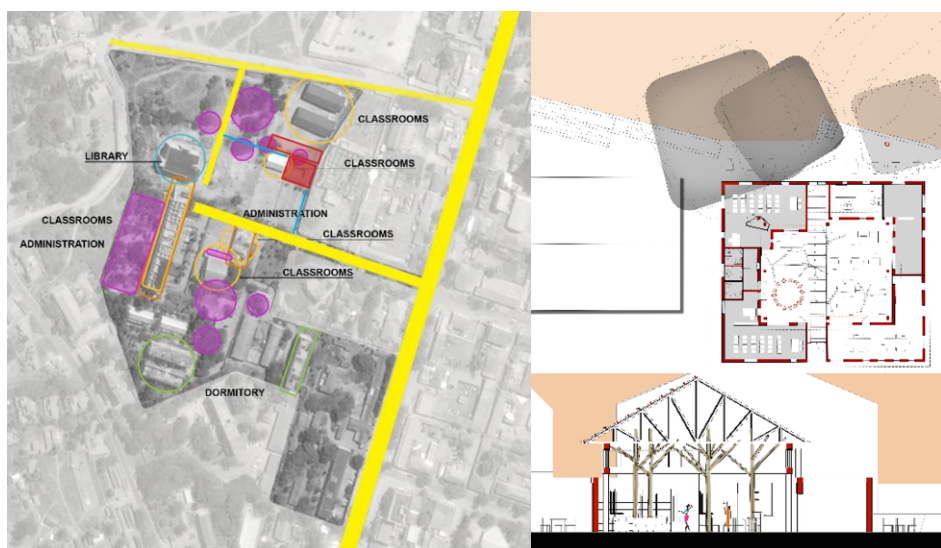 CLASSROOMS
LIBRARY
CLASSROOMS
CLASSROOMS
ADMINISTRATION
ADMINISTRATION
CLASSROOMS
CLASSROOMS
DORMITORY